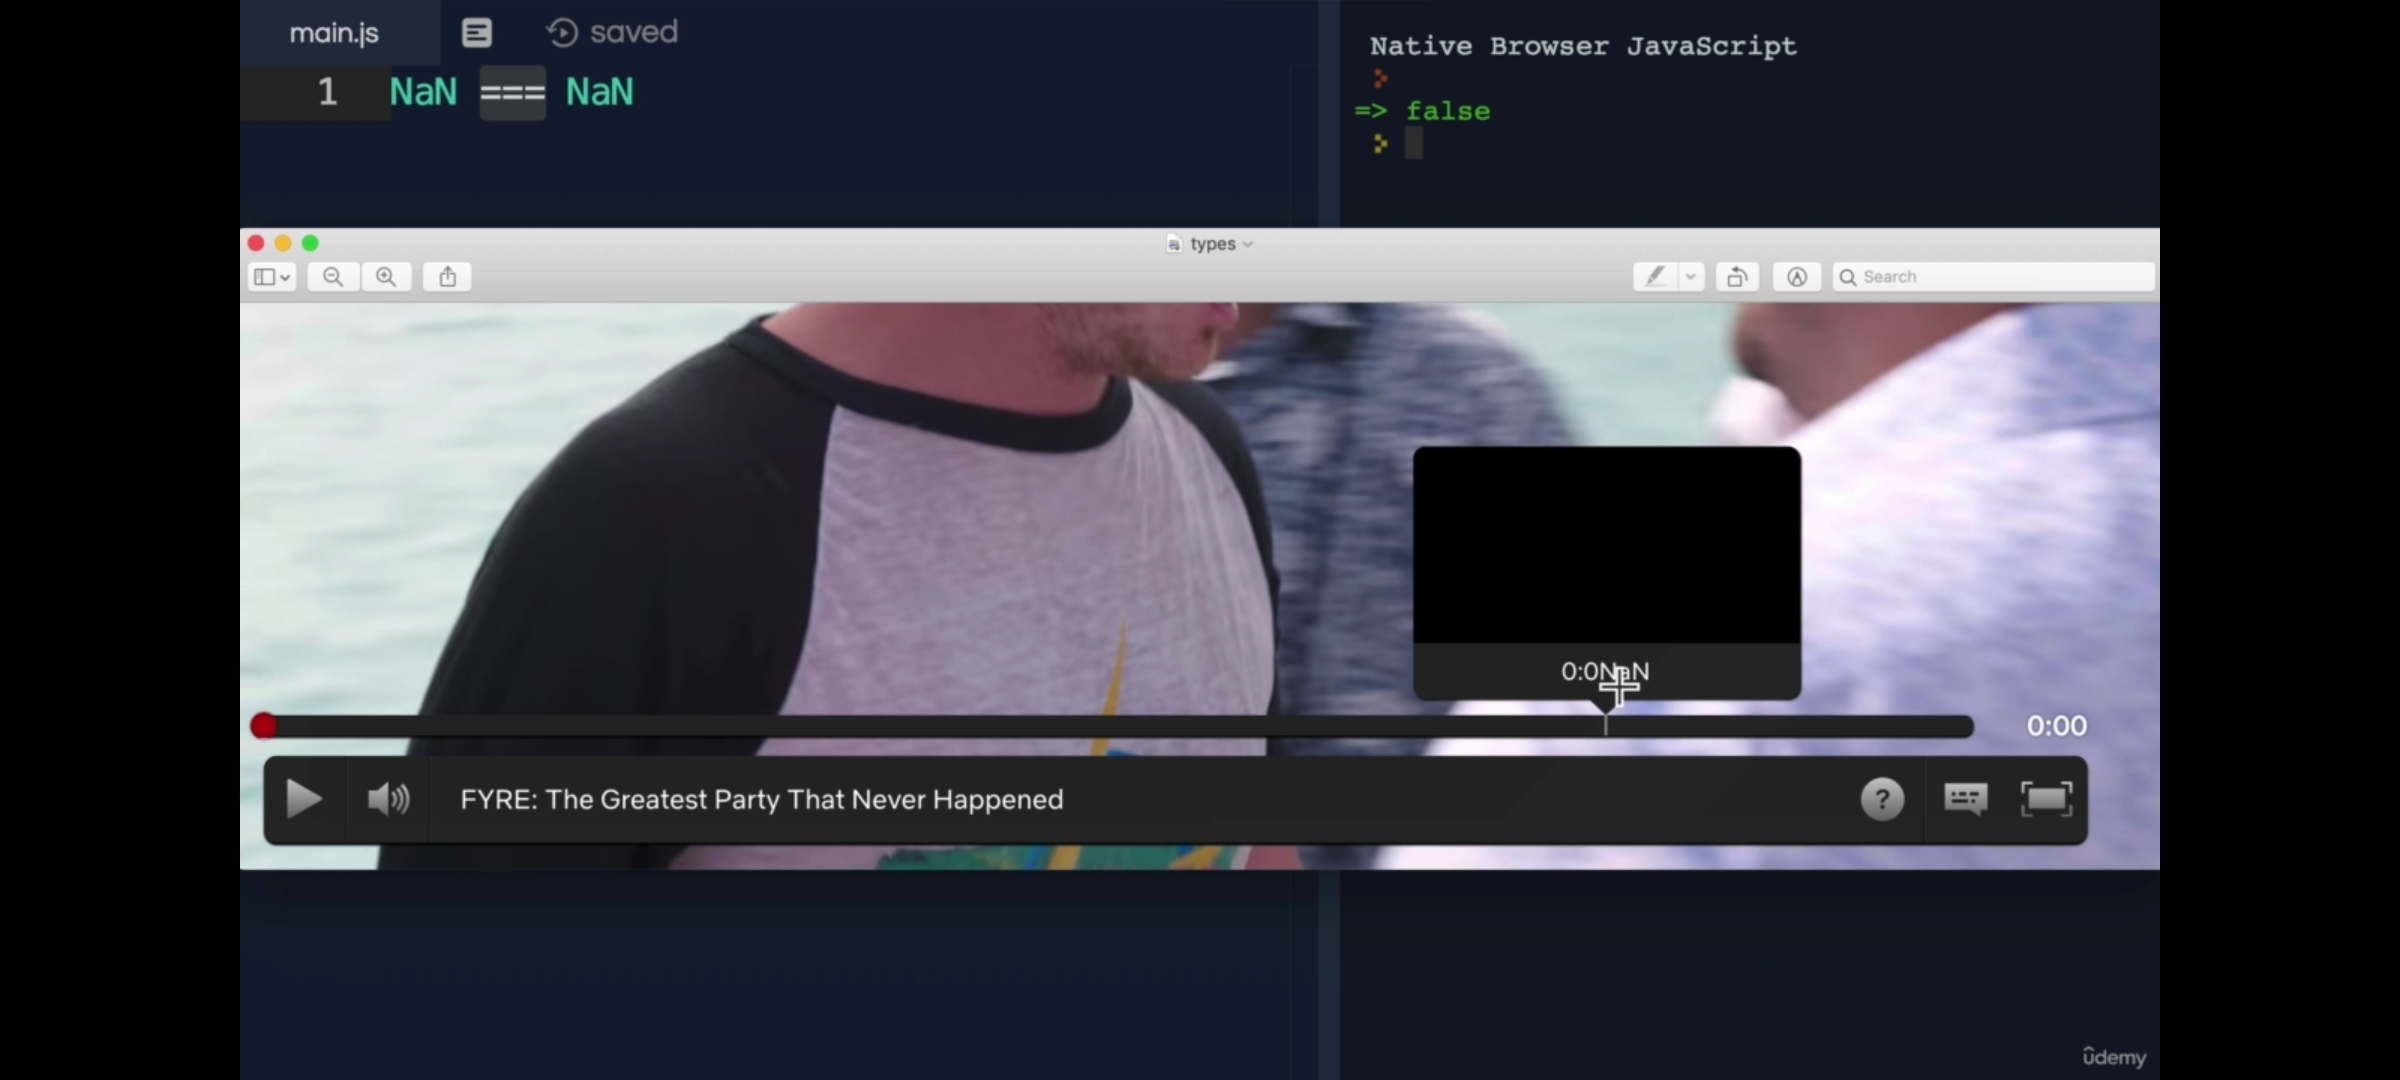 main.js saved
1 NaN === NaN
Native Browser JavaScript
=> false
types
Search
0:0NaN
0:00
FYRE: The Greatest Party That Never Happened
?
ûdemy